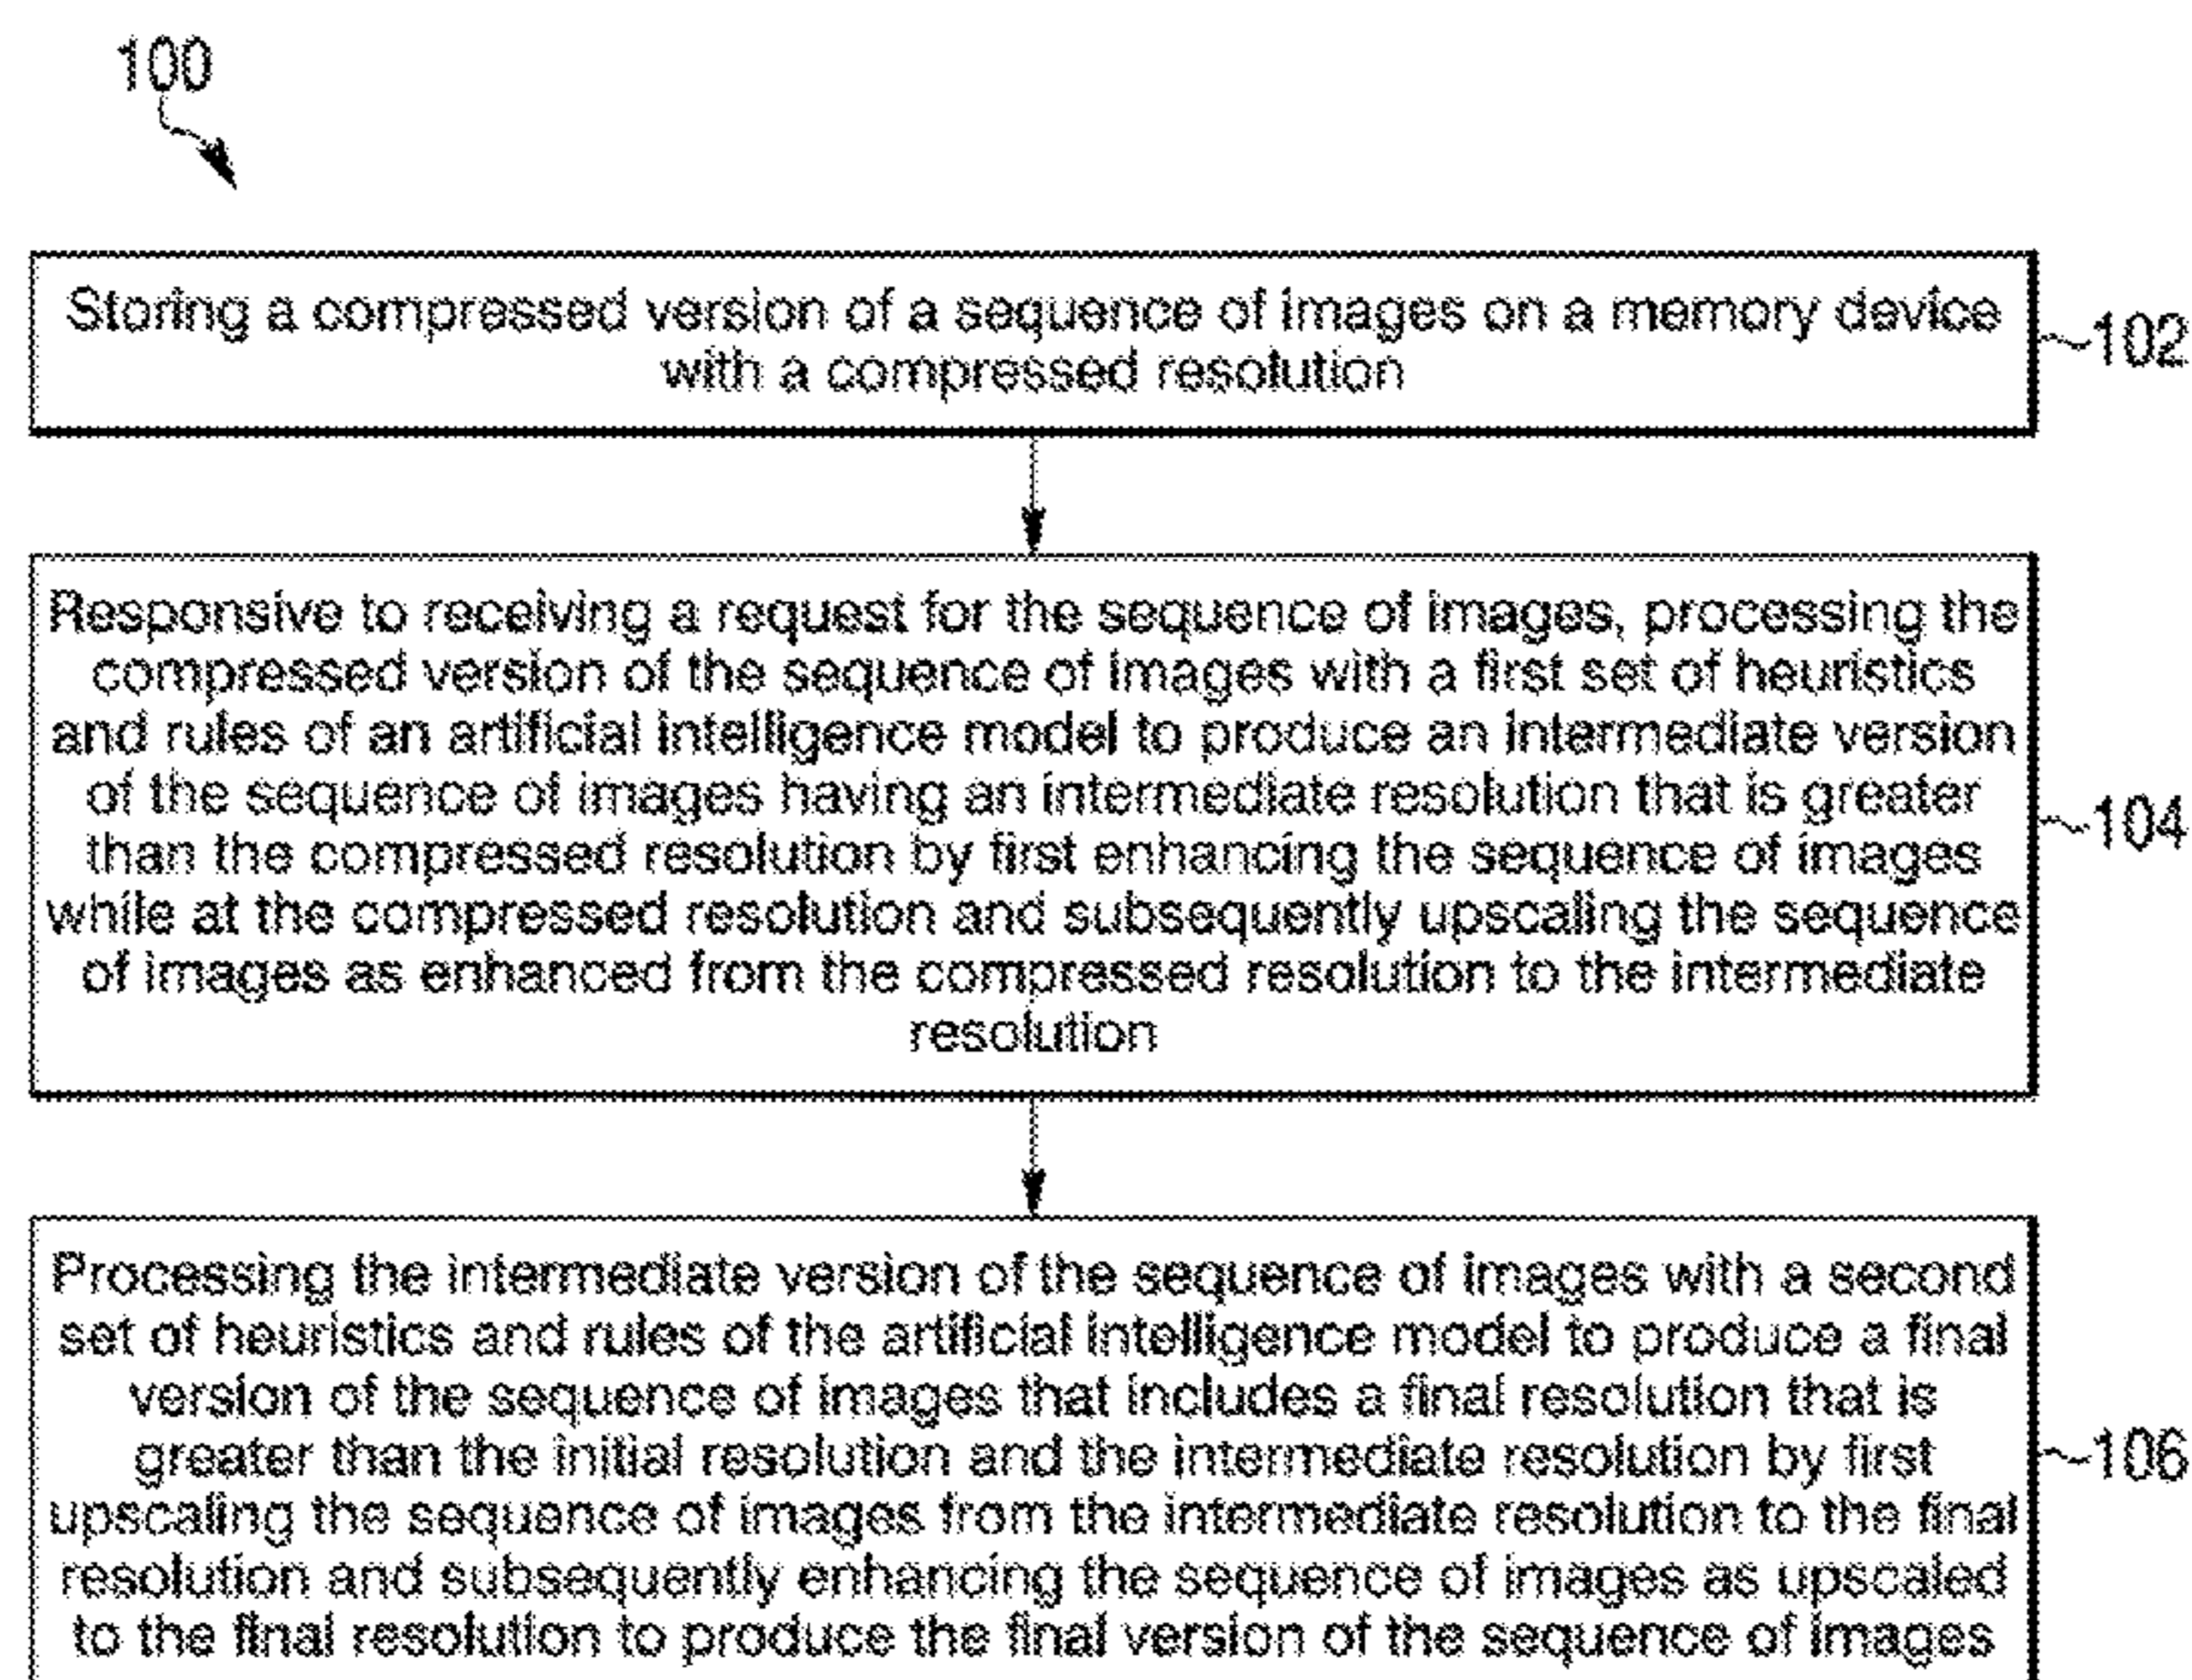 100
Storing a compressed version of a sequence of images on a memory device
with a compressed resolution
102
Responsive to receiving a request for the sequence of images, processing the
compressed version of the sequence of images with a first set of heuristics
and rules of an artificial intelligence model to produce an intermediate version
of the sequence of images having an intermediate resolution that is greater
than the compressed resolution by first enhancing the sequence of images
while at the compressed resolution and subsequently upscaling the sequence
of images as enhanced from the compressed resolution to the intermediate
resolution
104
Processing the intermediate version of the sequence of images with a second
set of heuristics and rules of the artificial intelligence model to produce a final
version of the sequence of images that includes a final resolution that is
greater than the initial resolution and the intermediate resolution by first
upscaling the sequence of images from the intermediate resolution to the final
resolution and subsequently enhancing the sequence of images as upscaled
to the final resolution to produce the final version of the sequence of images
106